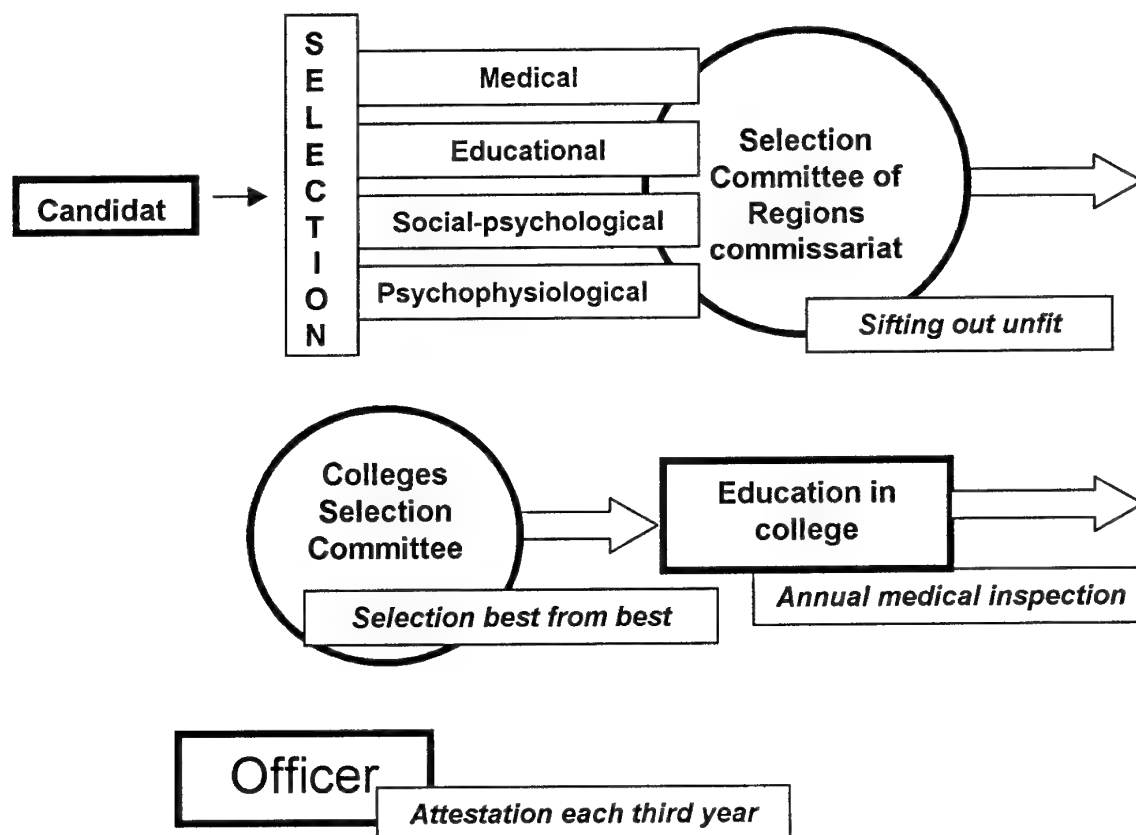 Candidat
SELECTION
Medical
Educational
Social-psychological
Psychophysiological
Selection
Committee of
Regions
commissariat
Sifting out unfit
Colleges
Selection
Committee
Selection best from best
Education in
college
Annual medical inspection
Officer
Attestation each third year